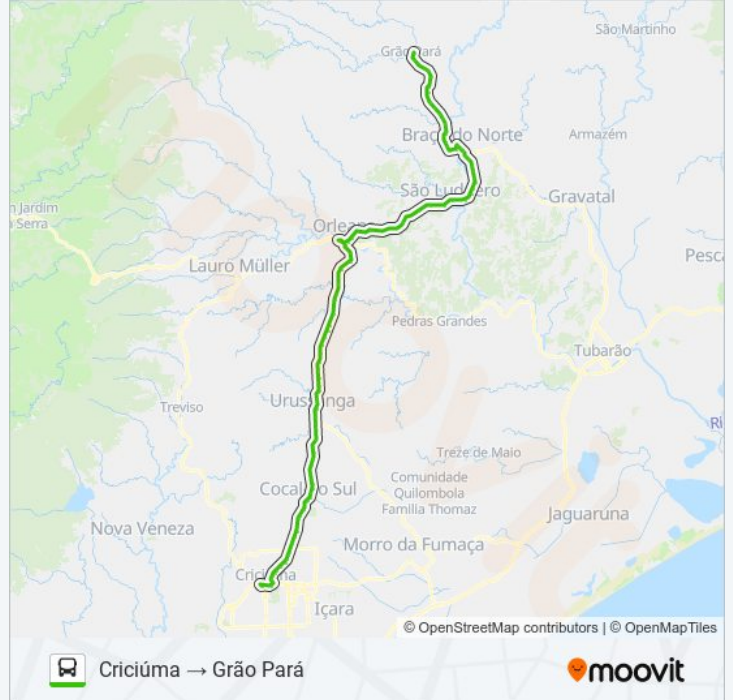 São Martinho
Grão Pará
Braço do Norte
Armazém
São Ludgero
Gravatal
n Jardim
a Serra
Orleans
Lauro Müller
Pesca
Pedras Grandes
Tubarão
Urussanga
Treviso
Ri
Treze de Maio
Comunidade
Quilombola
Família Thomaz
Cocal do Sul
Jaguaruna
Nova Veneza
Morro da Fumaça
Criciúma
Içara
© OpenStreetMap contributors | © OpenMapTiles
Criciúma → Grão Pará
moovit